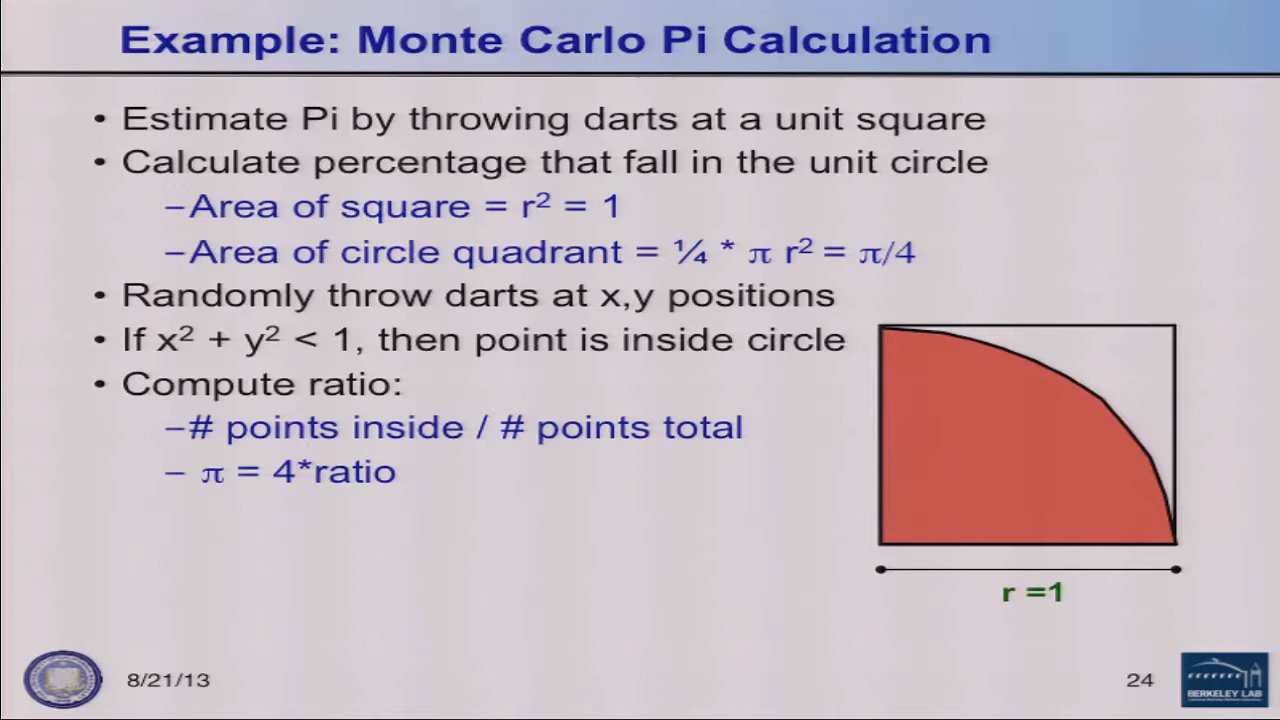 Example: Monte Carlo Pi Calculation
• Estimate Pi by throwing darts at a unit square
• Calculate percentage that fall in the unit circle
–Area of square = r² = 1
–Area of circle quadrant = ¼ * π r² = π/4
• Randomly throw darts at x,y positions
• If x² + y² < 1, then point is inside circle
• Compute ratio:
–# points inside / # points total
– π = 4*ratio
r =1
8/21/13
24
BERKELEY LAB